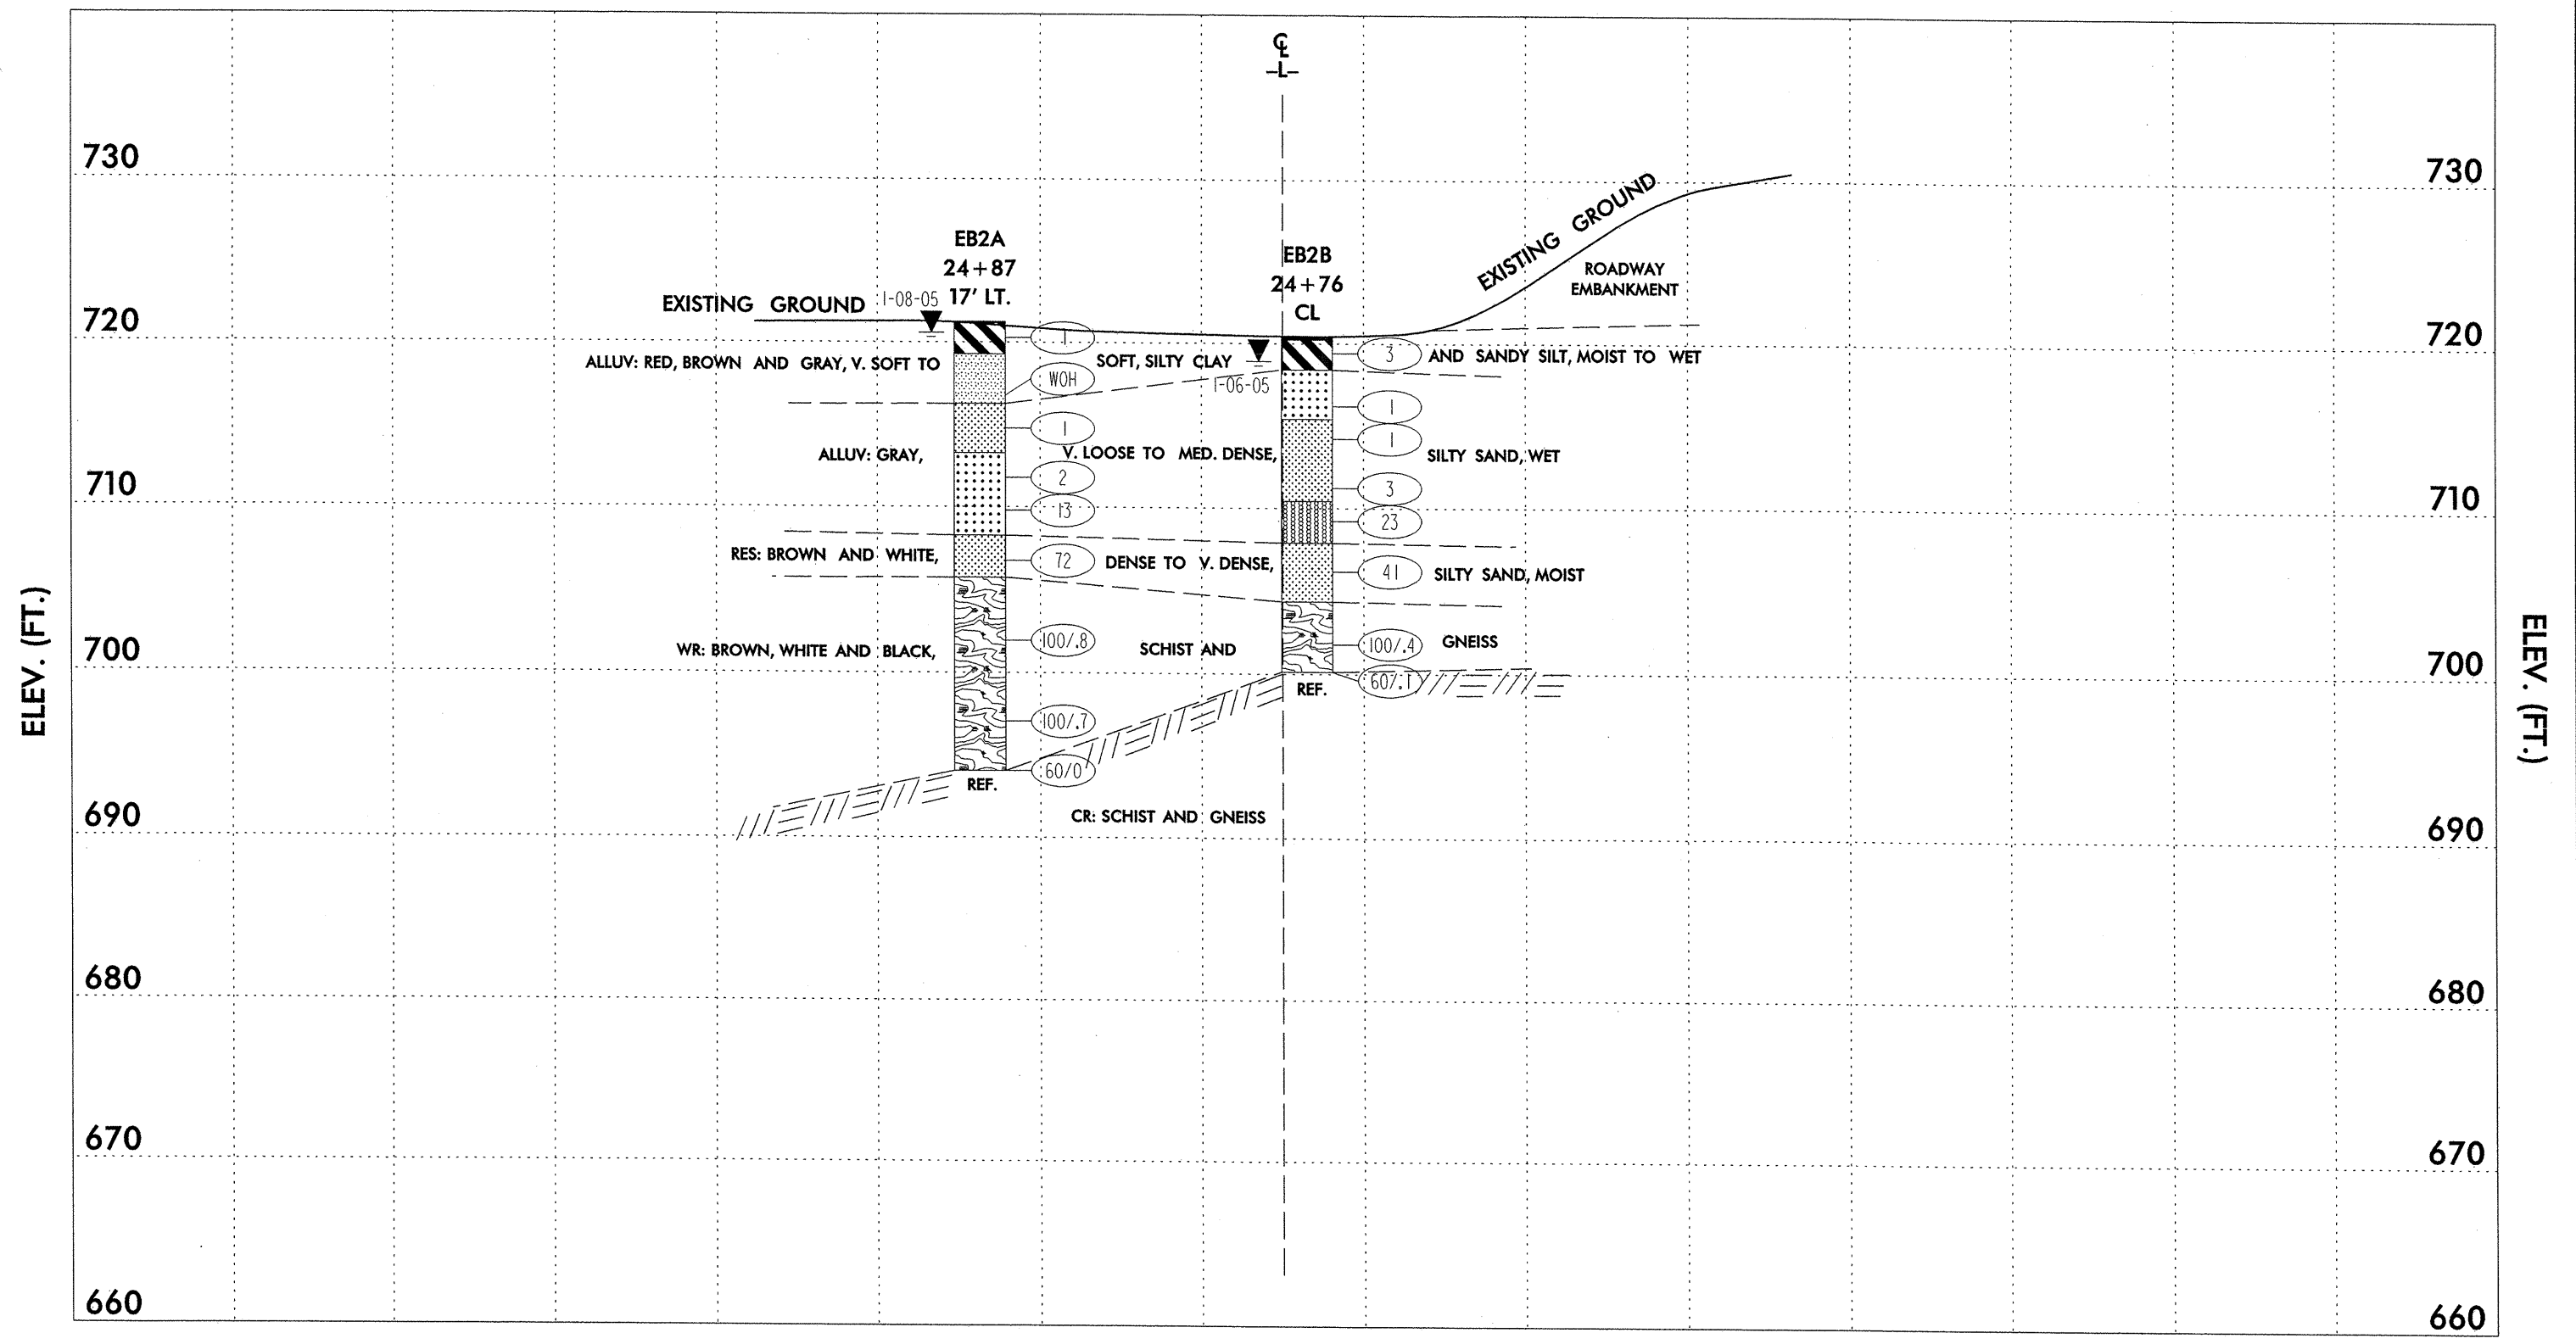 ℄
-L-
730
730
EXISTING GROUND
EB2A
24+87
17' LT.
EB2B
24+76
CL
ROADWAY
EMBANKMENT
EXISTING GROUND
1-08-05
720
720
1
3
ALLUV: RED, BROWN AND GRAY, V. SOFT TO SOFT, SILTY CLAY AND SANDY SILT, MOIST TO WET
WOH
1-06-05
1
1
1
ALLUV: GRAY, V. LOOSE TO MED. DENSE, SILTY SAND, WET
710
710
2
3
13
23
RES: BROWN AND WHITE, DENSE TO V. DENSE, SILTY SAND, MOIST
72
41
ELEV. (FT.)
ELEV. (FT.)
100/.8
100/.4
WR: BROWN, WHITE AND BLACK, SCHIST AND GNEISS
700
700
60/.1
REF.
100/.7
60/0
REF.
CR: SCHIST AND GNEISS
690
690
680
680
670
670
660
660